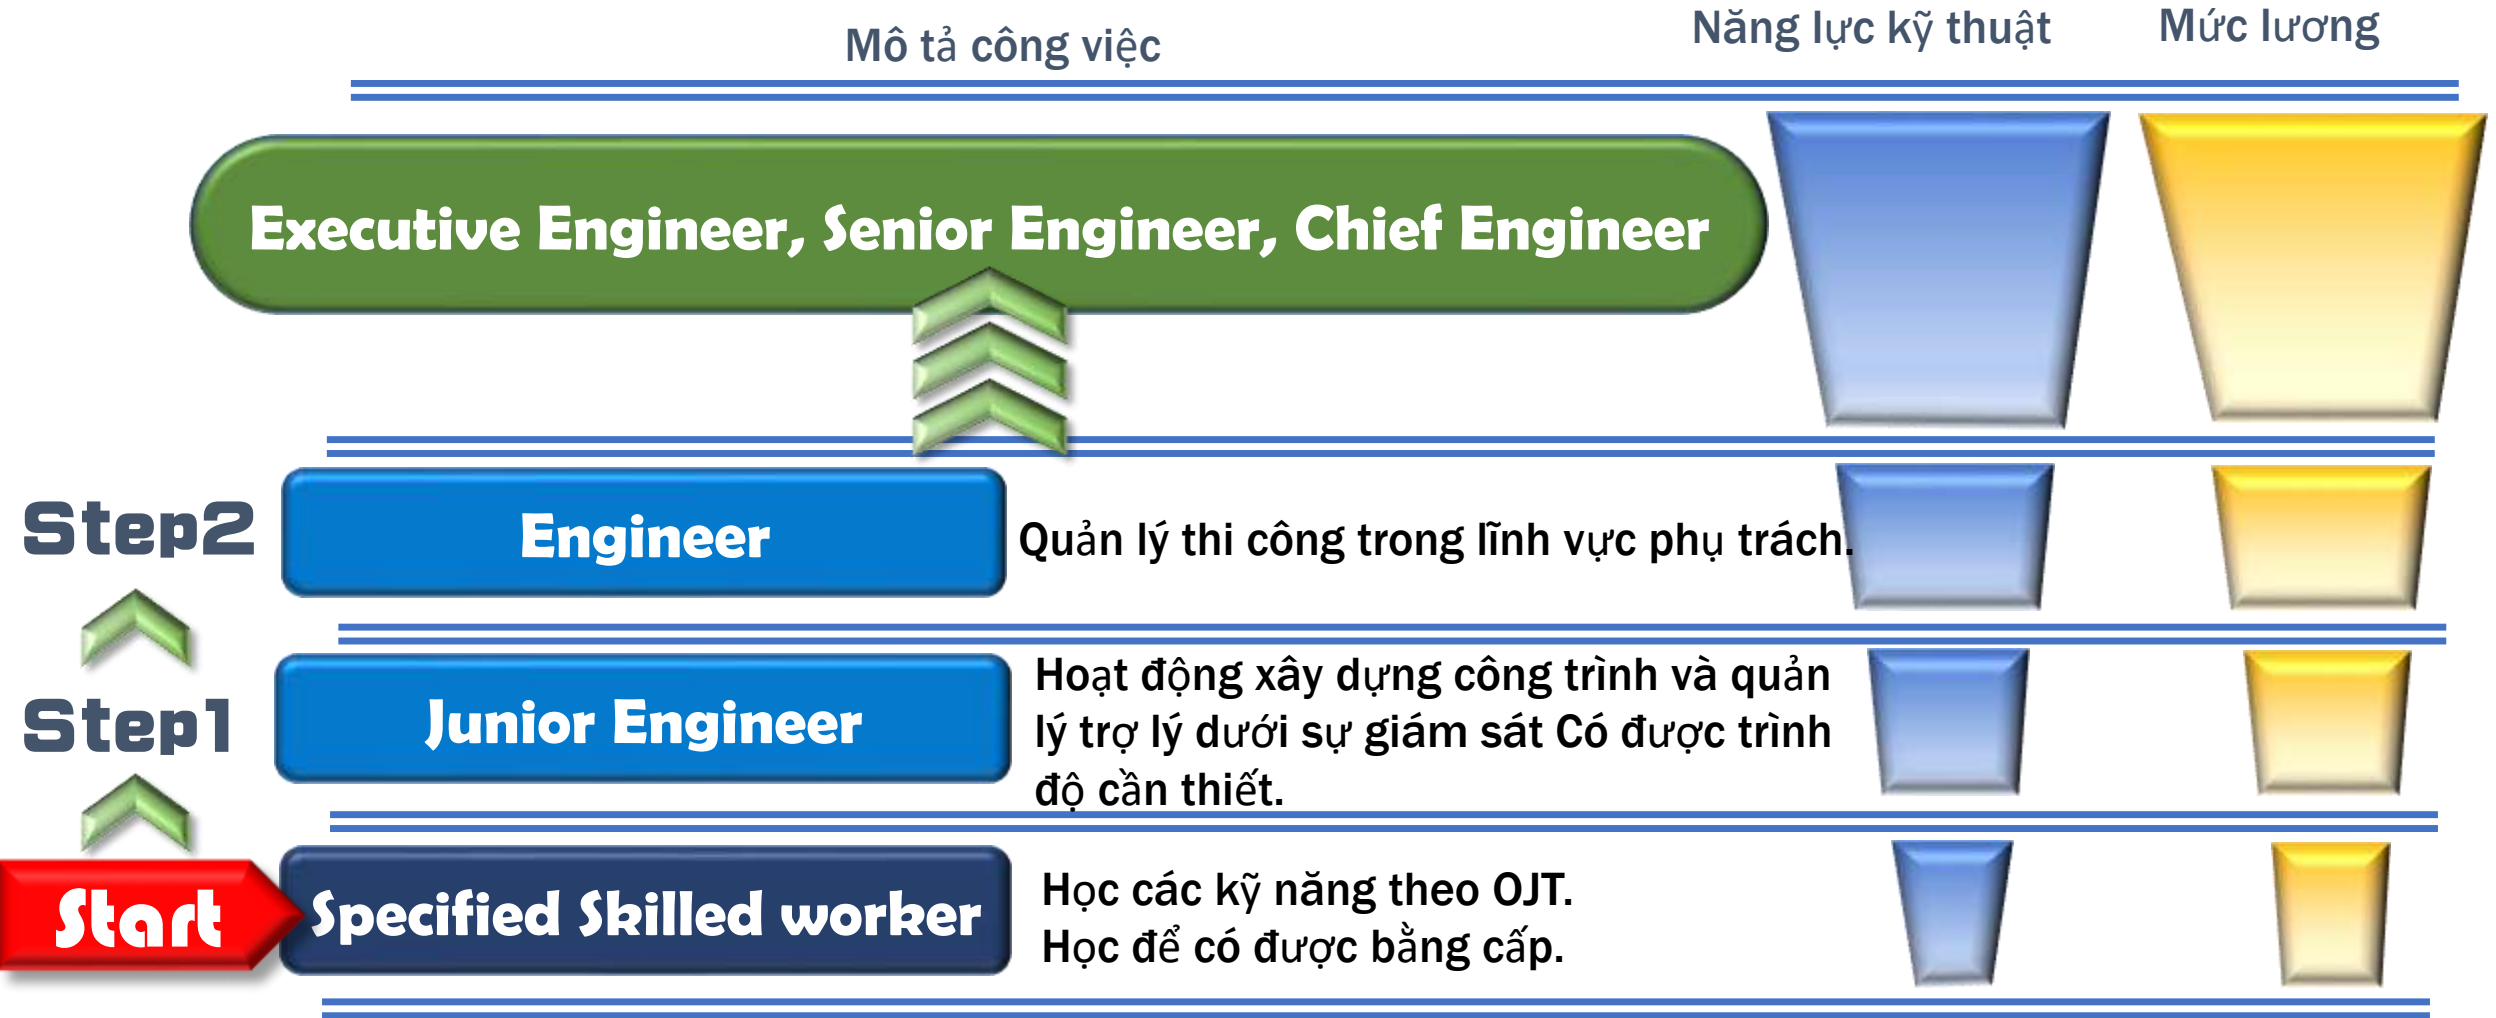 Mô tả công việc
Năng lực kỹ thuật
Mức lương
Executive Engineer, Senior Engineer, Chief Engineer
Step2
Engineer
Quản lý thi công trong lĩnh vực phụ trách.
Step1
Junior Engineer
Hoạt động xây dựng công trình và quản
lý trợ lý dưới sự giám sát Có được trình
độ cần thiết.
Start
Specified Skilled worker
Học các kỹ năng theo OJT.
Học để có được bằng cấp.